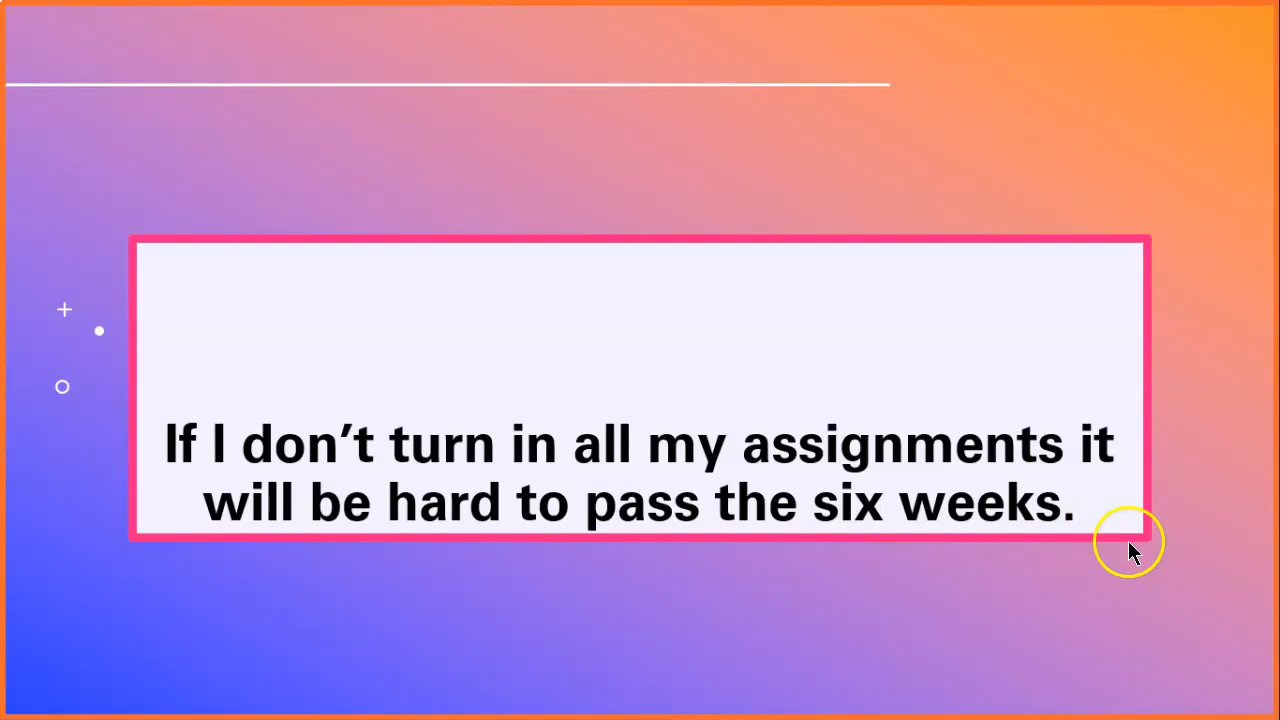 If I don’t turn in all my assignments it
will be hard to pass the six weeks.